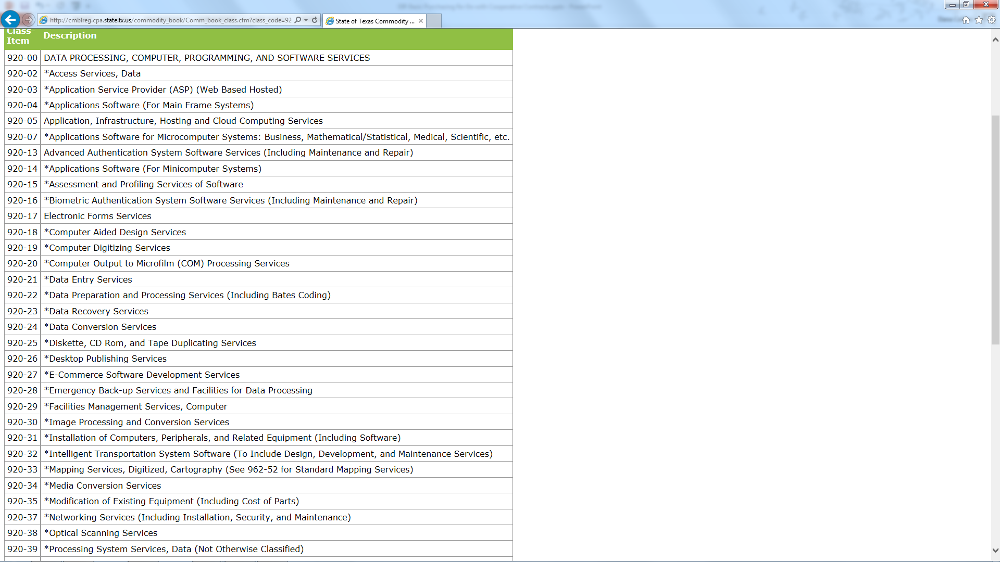 http://cmblreg.cpa.state.tx.us/commodity_book/Comm_book_class.cfm?class_code=92
State of Texas Commodity ...
Class-Item Description
920-00 DATA PROCESSING, COMPUTER, PROGRAMMING, AND SOFTWARE SERVICES
920-02 *Access Services, Data
920-03 *Application Service Provider (ASP) (Web Based Hosted)
920-04 *Applications Software (For Main Frame Systems)
920-05 Application, Infrastructure, Hosting and Cloud Computing Services
920-07 *Applications Software for Microcomputer Systems: Business, Mathematical/Statistical, Medical, Scientific, etc.
920-13 Advanced Authentication System Software Services (Including Maintenance and Repair)
920-14 *Applications Software (For Minicomputer Systems)
920-15 *Assessment and Profiling Services of Software
920-16 *Biometric Authentication System Software Services (Including Maintenance and Repair)
920-17 Electronic Forms Services
920-18 *Computer Aided Design Services
920-19 *Computer Digitizing Services
920-20 *Computer Output to Microfilm (COM) Processing Services
920-21 *Data Entry Services
920-22 *Data Preparation and Processing Services (Including Bates Coding)
920-23 *Data Recovery Services
920-24 *Data Conversion Services
920-25 *Diskette, CD Rom, and Tape Duplicating Services
920-26 *Desktop Publishing Services
920-27 *E-Commerce Software Development Services
920-28 *Emergency Back-up Services and Facilities for Data Processing
920-29 *Facilities Management Services, Computer
920-30 *Image Processing and Conversion Services
920-31 *Installation of Computers, Peripherals, and Related Equipment (Including Software)
920-32 *Intelligent Transportation System Software (To Include Design, Development, and Maintenance Services)
920-33 *Mapping Services, Digitized, Cartography (See 962-52 for Standard Mapping Services)
920-34 *Media Conversion Services
920-35 *Modification of Existing Equipment (Including Cost of Parts)
920-37 *Networking Services (Including Installation, Security, and Maintenance)
920-38 *Optical Scanning Services
920-39 *Processing System Services, Data (Not Otherwise Classified)